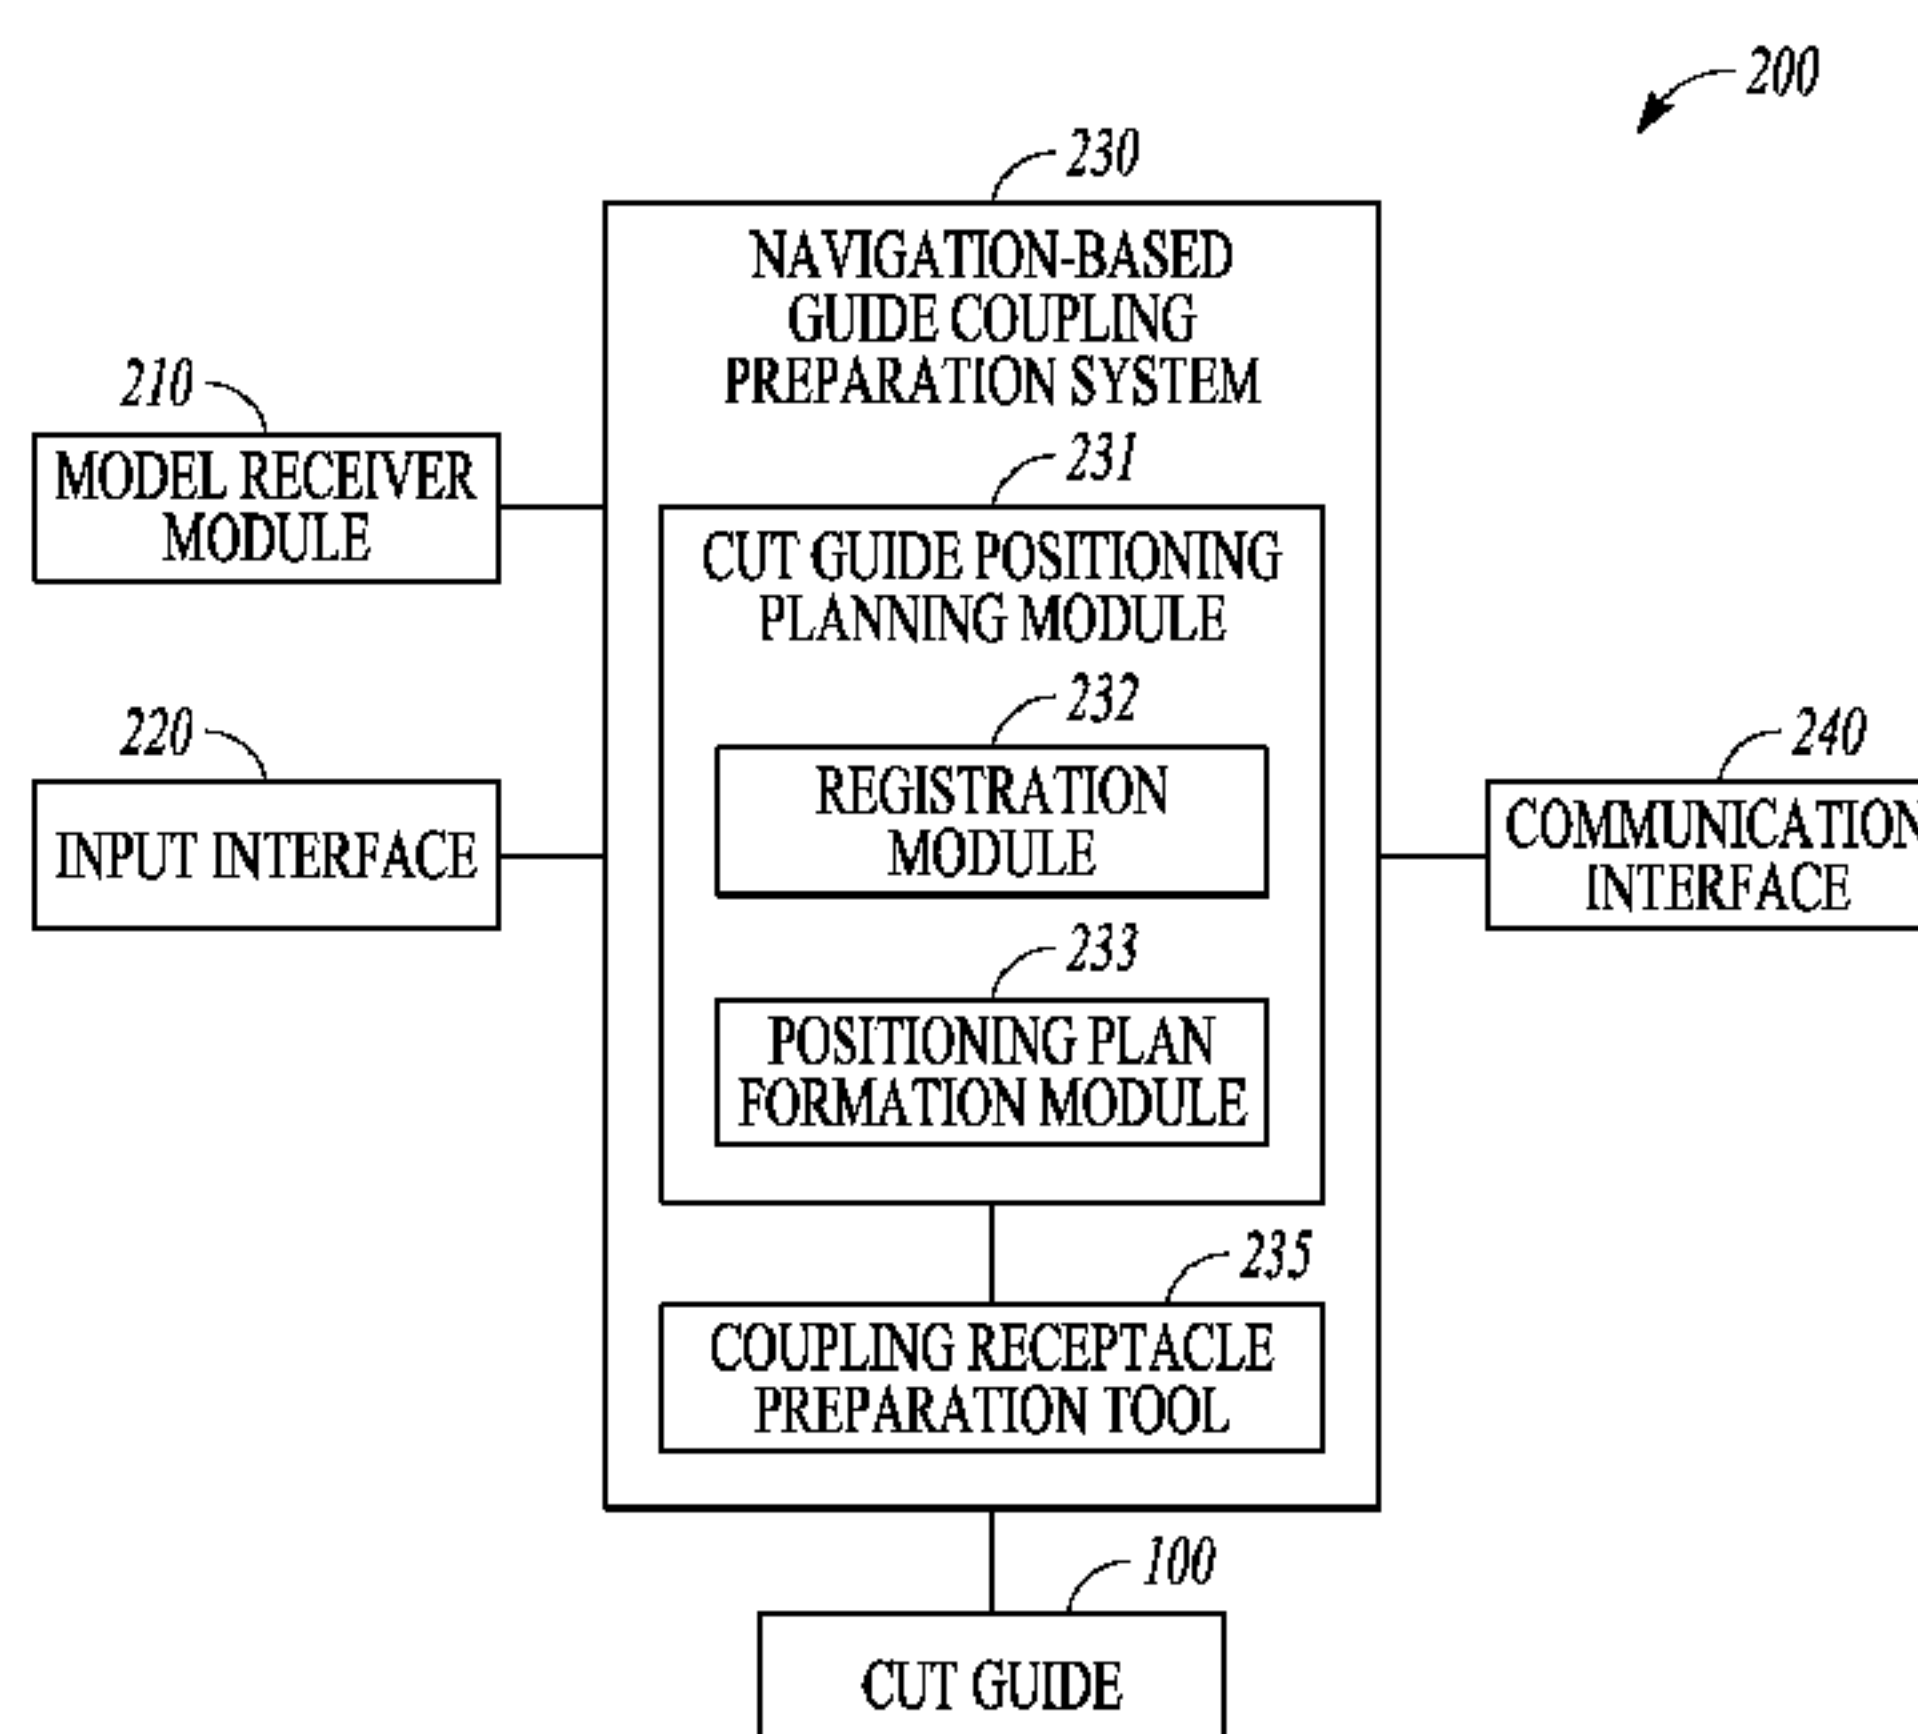 200
230
NAVIGATION-BASED
GUIDE COUPLING
PREPARATION SYSTEM
210
MODEL RECEIVER
MODULE
231
CUT GUIDE POSITIONING
PLANNING MODULE
232
REGISTRATION
MODULE
220
INPUT INTERFACE
240
COMMUNICATION
INTERFACE
233
POSITIONING PLAN
FORMATION MODULE
235
COUPLING RECEPTACLE
PREPARATION TOOL
100
CUT GUIDE